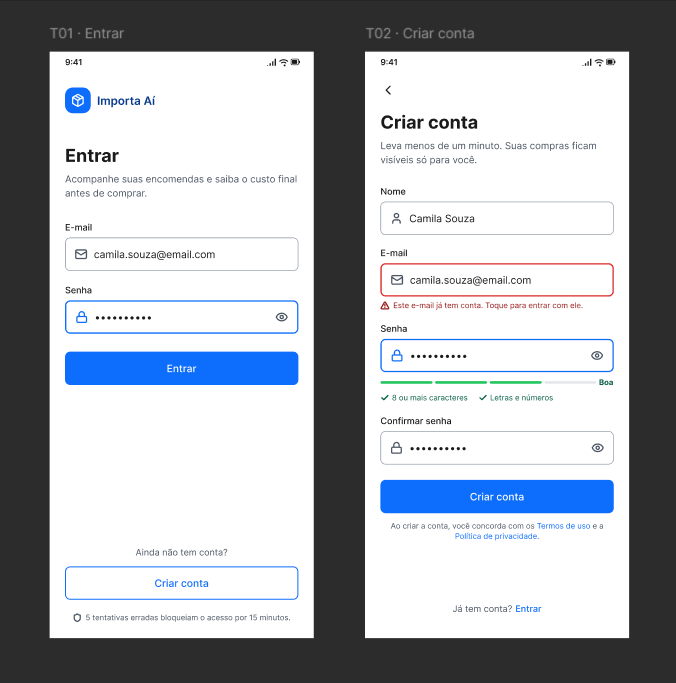 T01 · Entrar
9:41
Importa Aí
Entrar
Acompanhe suas encomendas e saiba o custo final
antes de comprar.
E-mail
camila.souza@email.com
Senha
••••••••••
Entrar
Ainda não tem conta?
Criar conta
5 tentativas erradas bloqueiam o acesso por 15 minutos.
T02 · Criar conta
9:41
Criar conta
Leva menos de um minuto. Suas compras ficam
visíveis só para você.
Nome
Camila Souza
E-mail
camila.souza@email.com
Este e-mail já tem conta. Toque para entrar com ele.
Senha
••••••••••
Boa
8 ou mais caracteres
Letras e números
Confirmar senha
••••••••••
Criar conta
Ao criar a conta, você concorda com os Termos de uso e a
Política de privacidade.
Já tem conta? Entrar